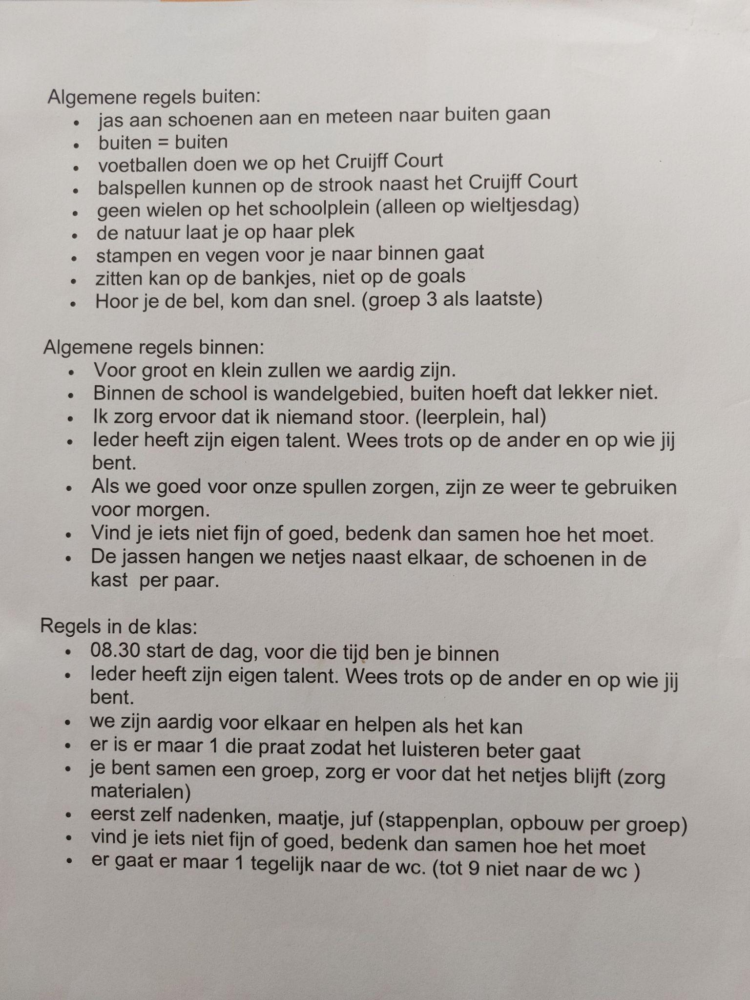 Algemene regels buiten:
• jas aan schoenen aan en meteen naar buiten gaan
• buiten = buiten
• voetballen doen we op het Cruijff Court
• balspellen kunnen op de strook naast het Cruijff Court
• geen wielen op het schoolplein (alleen op wieltjesdag)
• de natuur laat je op haar plek
• stampen en vegen voor je naar binnen gaat
• zitten kan op de bankjes, niet op de goals
• Hoor je de bel, kom dan snel. (groep 3 als laatste)
Algemene regels binnen:
• Voor groot en klein zullen we aardig zijn.
• Binnen de school is wandelgebied, buiten hoeft dat lekker niet.
• Ik zorg ervoor dat ik niemand stoor. (leerplein, hal)
• Ieder heeft zijn eigen talent. Wees trots op de ander en op wie jij
bent.
• Als we goed voor onze spullen zorgen, zijn ze weer te gebruiken
voor morgen.
• Vind je iets niet fijn of goed, bedenk dan samen hoe het moet.
• De jassen hangen we netjes naast elkaar, de schoenen in de
kast per paar.
Regels in de klas:
• 08.30 start de dag, voor die tijd ben je binnen
• Ieder heeft zijn eigen talent. Wees trots op de ander en op wie jij
bent.
• we zijn aardig voor elkaar en helpen als het kan
• er is er maar 1 die praat zodat het luisteren beter gaat
• je bent samen een groep, zorg er voor dat het netjes blijft (zorg
materialen)
• eerst zelf nadenken, maatje, juf (stappenplan, opbouw per groep)
• vind je iets niet fijn of goed, bedenk dan samen hoe het moet
• er gaat er maar 1 tegelijk naar de wc. (tot 9 niet naar de wc )